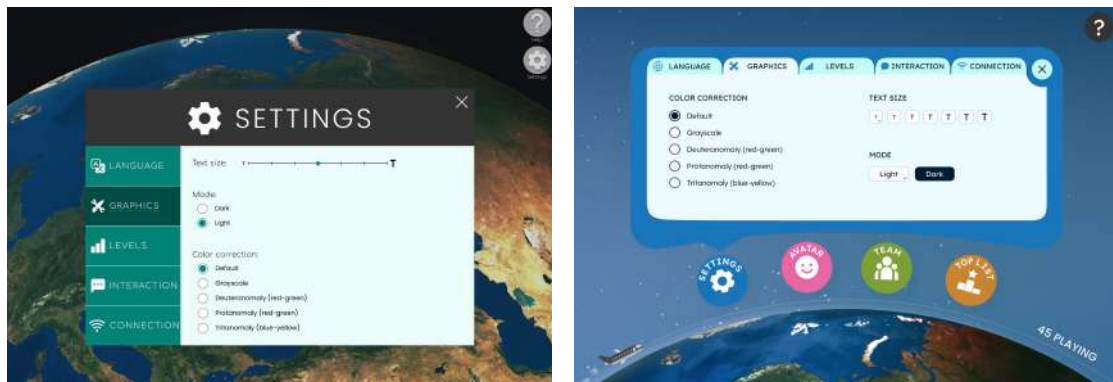 ?
Help
Settings
SETTINGS
LANGUAGE
GRAPHICS
LEVELS
INTERACTION
CONNECTION
Text size:
T T
Mode:
Dark
Light
Color correction:
Default
Grayscale
Deuteranomaly (red-green)
Protanomaly (red-green)
Tritanomaly (blue-yellow)
?
LANGUAGE GRAPHICS LEVELS INTERACTION CONNECTION
COLOR CORRECTION
Default
Grayscale
Deuteranomaly (red-green)
Protanomaly (red-green)
Tritanomaly (blue-yellow)
TEXT SIZE
T T T T T T T
MODE
Light Dark
SETTINGS
AVATAR
TEAM
TOP LIST
45 PLAYING